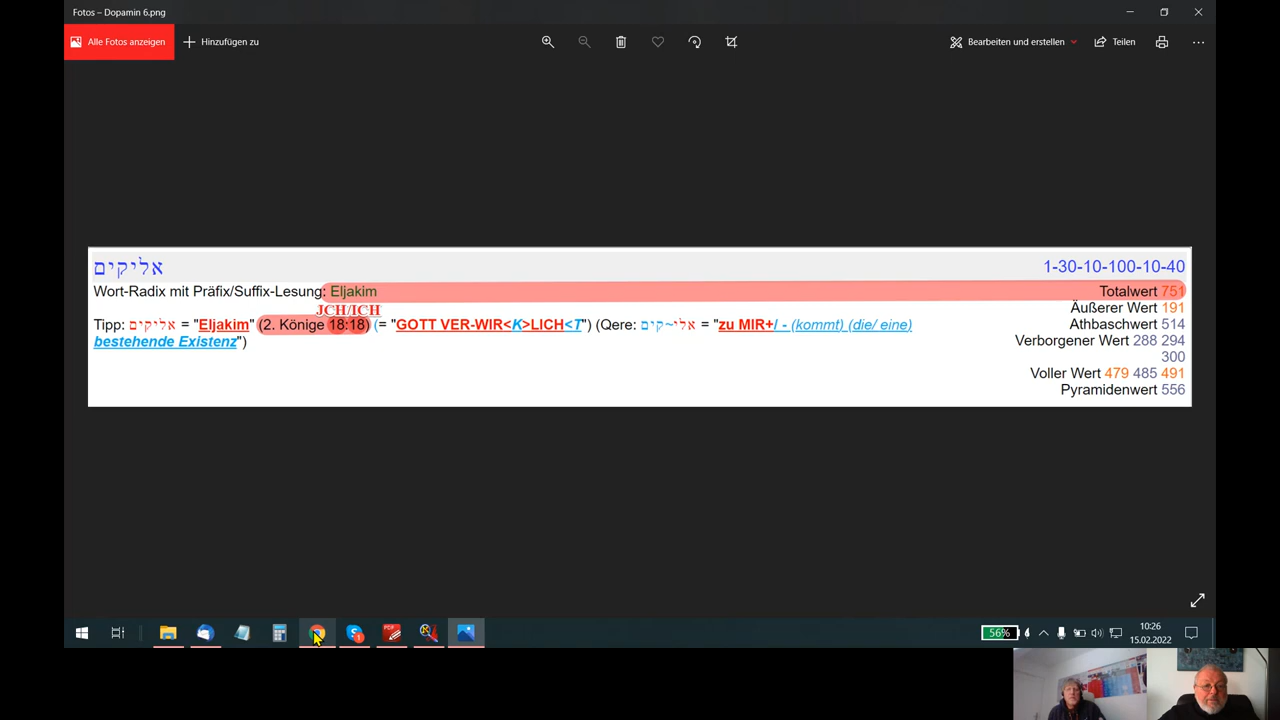 Fotos – Dopamin 6.png
Alle Fotos anzeigen
Hinzufügen zu
Bearbeiten und erstellen
Teilen
אליקים 1-30-10-100-10-40
Wort-Radix mit Präfix/Suffix-Lesung: Eljakim Totalwert 751
JCH/ICH Äußerer Wert 191
Tipp: אליקים = "Eljakim" (2. Könige 18:18) (= "GOTT VER-WIR<K>LICH<T") (Qere: אלי~קים = "zu MIR+/ - (kommt) (die/ eine) Athbaschwert 514
bestehende Existenz") Verborgener Wert 288 294
300
Voller Wert 479 485 491
Pyramidenwert 556
56%
10:26
15.02.2022